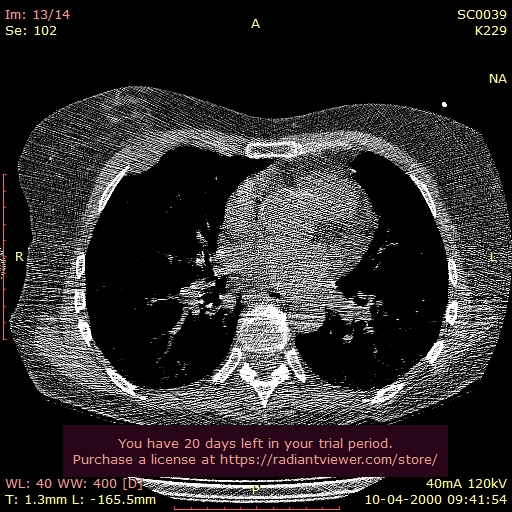 Im: 13/14
Se: 102
A
SC0039
K229
NA
R
L
You have 20 days left in your trial period.
Purchase a license at https://radiantviewer.com/store/
WL: 40 WW: 400 [D]
T: 1.3mm L: -165.5mm
P
40mA 120kV
10-04-2000 09:41:54